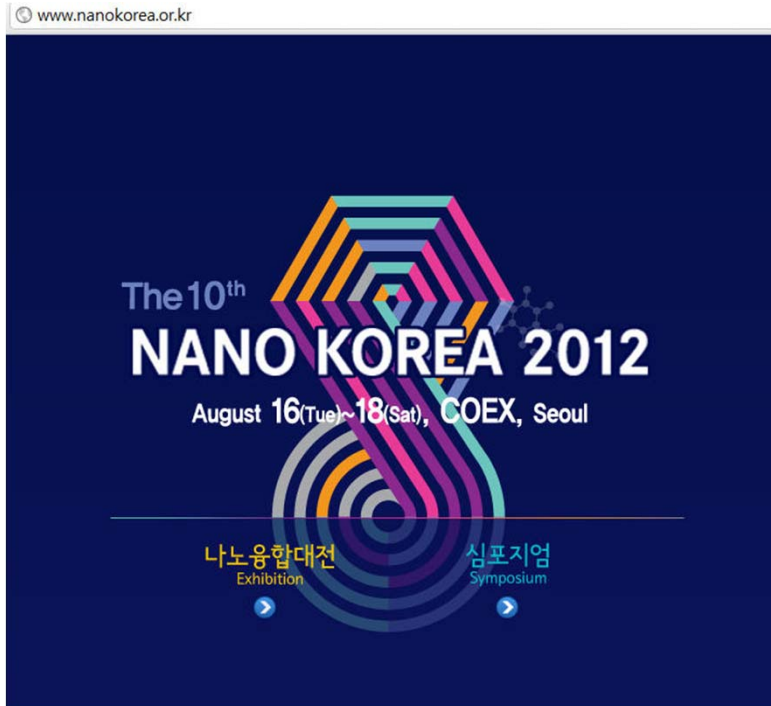 www.nanokorea.or.kr
The 10th
NANO KOREA 2012
August 16(Tue)~18(Sat), COEX, Seoul
나노융합대전 심포지엄
Exhibition Symposium